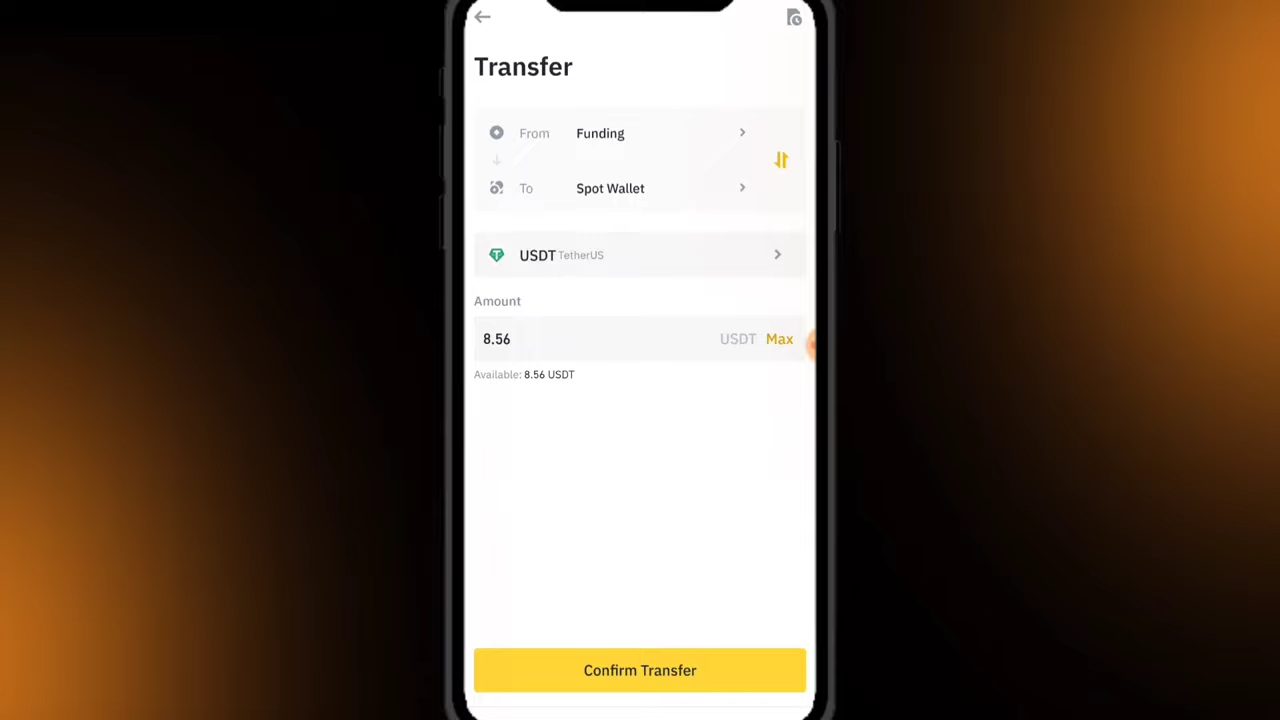 Transfer
From Funding
To Spot Wallet
USDT TetherUS
Amount
8.56 USDT Max
Available: 8.56 USDT
Confirm Transfer